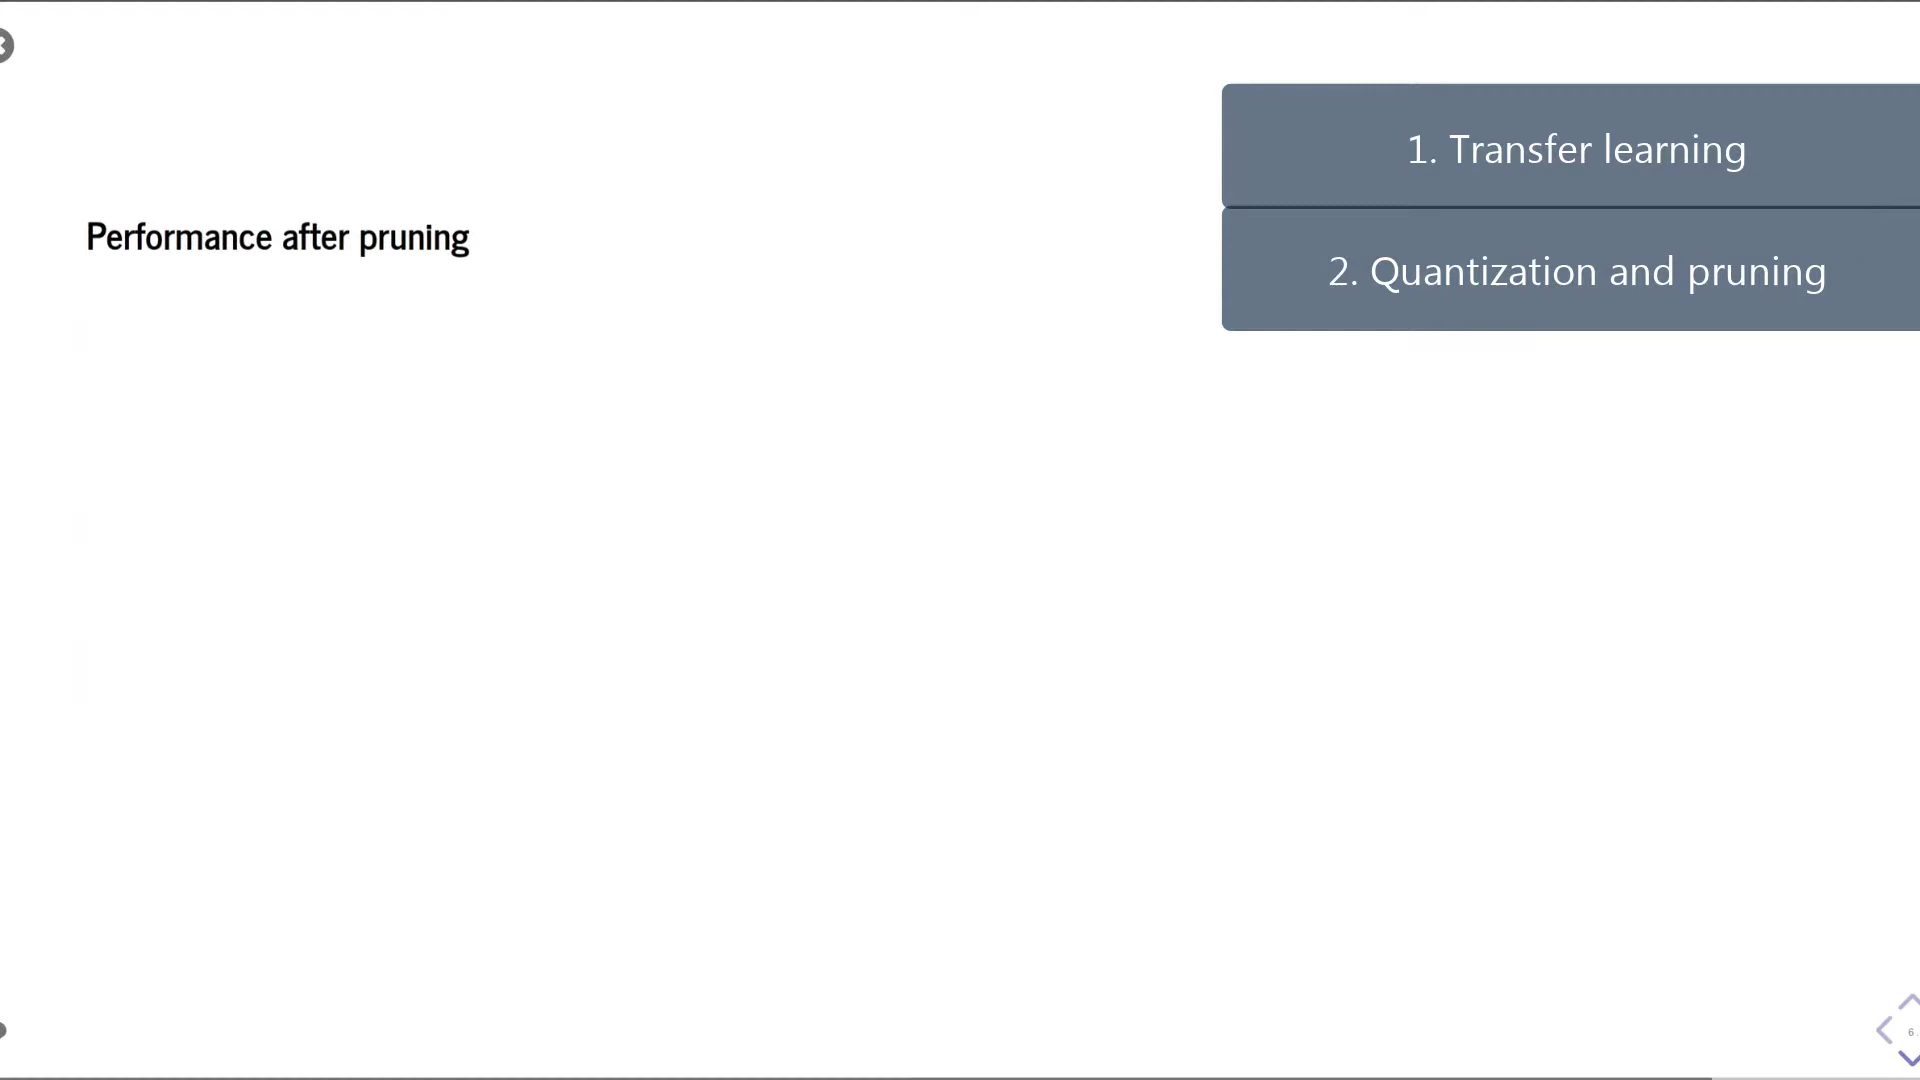 1. Transfer learning
Performance after pruning
2. Quantization and pruning
6.